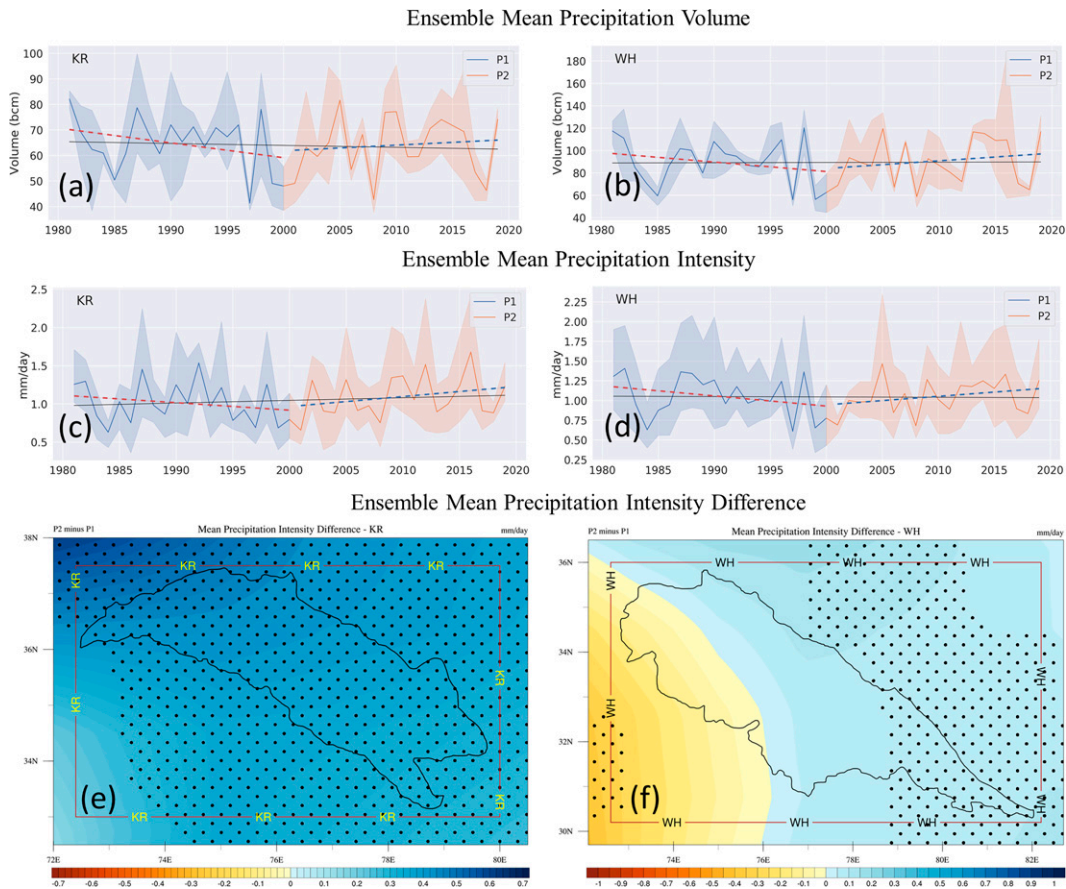 Ensemble Mean Precipitation Volume
KR
P1
P2
Volume (bcm)
100
90
80
70
60
50
40
(a)
1980 1985 1990 1995 2000 2005 2010 2015 2020
WH
P1
P2
Volume (bcm)
180
160
140
120
100
80
60
40
(b)
1980 1985 1990 1995 2000 2005 2010 2015 2020
Ensemble Mean Precipitation Intensity
KR
P1
P2
mm/day
2.5
2.0
1.5
1.0
0.5
(c)
1980 1985 1990 1995 2000 2005 2010 2015 2020
WH
P1
P2
mm/day
2.25
2.00
1.75
1.50
1.25
1.00
0.75
0.50
0.25
(d)
1980 1985 1990 1995 2000 2005 2010 2015 2020
Ensemble Mean Precipitation Intensity Difference
P2 minus P1 Mean Precipitation Intensity Difference - KR mm/day
38N
36N
34N
KR KR KR KR
KR KR
KR KR
KR KR KR KR
(e)
72E 74E 76E 78E 80E
-0.7 -0.6 -0.5 -0.4 -0.3 -0.2 -0.1 0 0.1 0.2 0.3 0.4 0.5 0.6 0.7
P2 minus P1 Mean Precipitation Intensity Difference - WH mm/day
36N
34N
32N
30N
WH WH WH WH
WH WH
WH WH
WH WH WH
(f)
74E 76E 78E 80E 82E
-1 -0.9 -0.8 -0.7 -0.6 -0.5 -0.4 -0.3 -0.2 -0.1 0 0.1 0.2 0.3 0.4 0.5 0.6 0.7 0.8 0.9 1